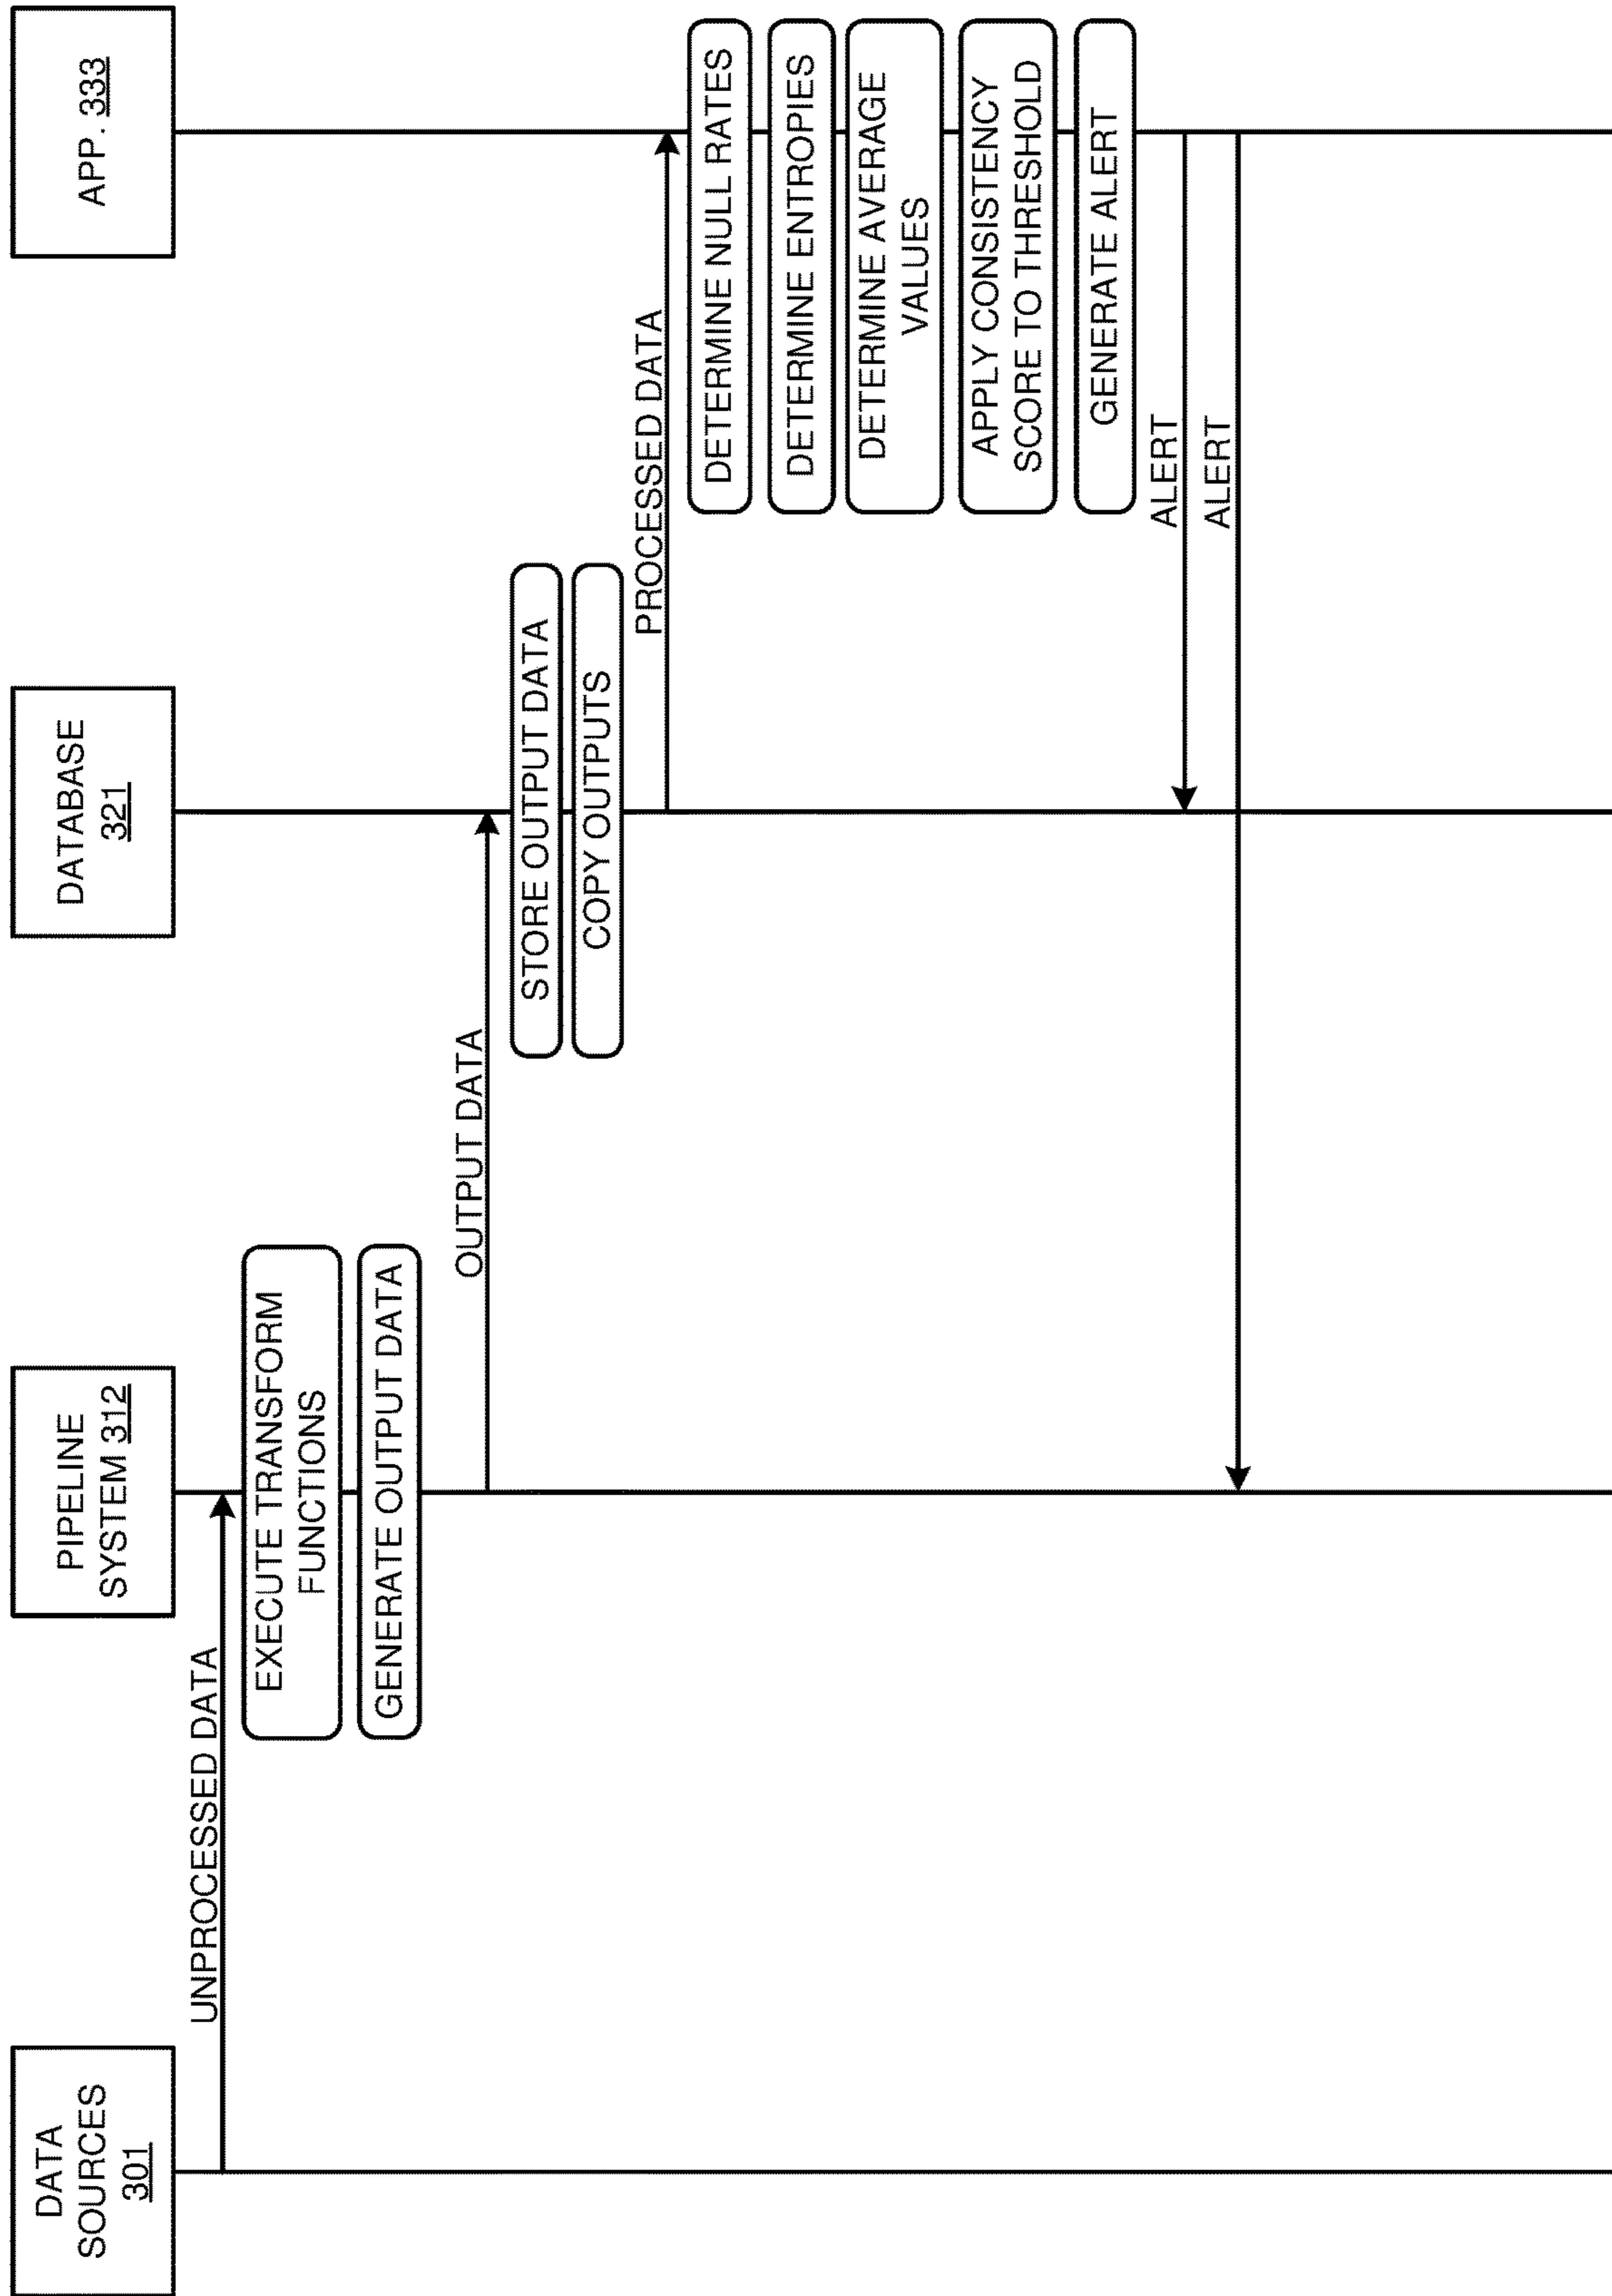 DATA
SOURCES
301
PIPELINE
SYSTEM 312
DATABASE
321
APP. 333
UNPROCESSED DATA
EXECUTE TRANSFORM
FUNCTIONS
GENERATE OUTPUT DATA
OUTPUT DATA
STORE OUTPUT DATA
COPY OUTPUTS
PROCESSED DATA
DETERMINE NULL RATES
DETERMINE ENTROPIES
DETERMINE AVERAGE
VALUES
APPLY CONSISTENCY
SCORE TO THRESHOLD
GENERATE ALERT
ALERT
ALERT